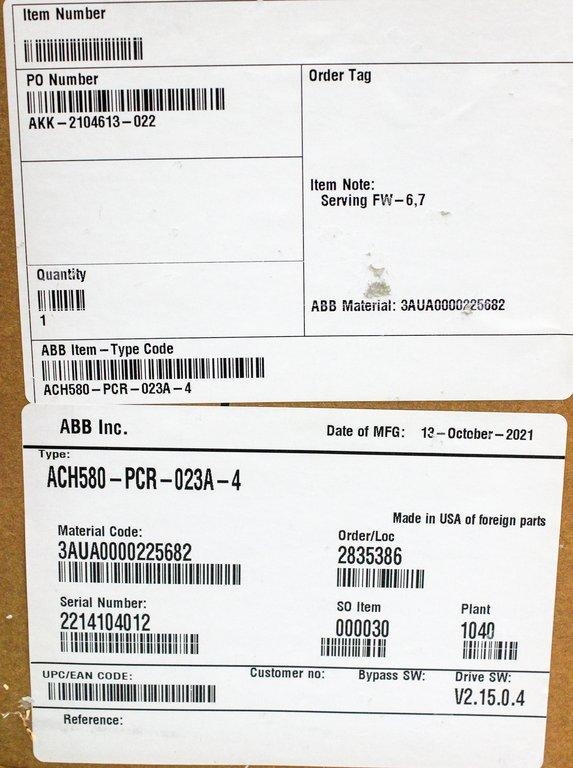 Item Number
PO Number
AKK-2104613-022
Order Tag
Item Note:
Serving FW-6,7
Quantity
1
ABB Material: 3AUA0000225682
ABB Item-Type Code
ACH580-PCR-023A-4
ABB Inc.
Date of MFG: 13-October-2021
Type:
ACH580-PCR-023A-4
Made in USA of foreign parts
Material Code:
3AUA0000225682
Order/Loc
2835386
Serial Number:
2214104012
SO Item
000030
Plant
1040
UPC/EAN CODE:
Customer no:
Bypass SW:
Drive SW:
V2.15.0.4
Reference: